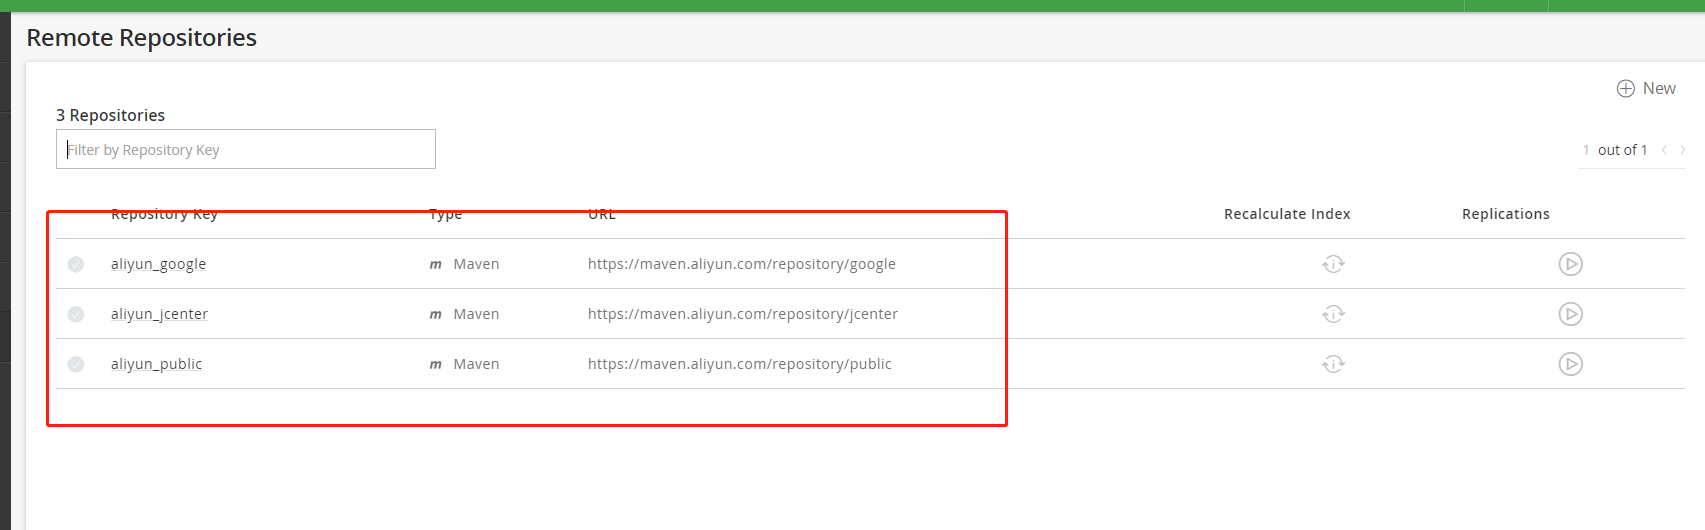 Remote Repositories
New
3 Repositories
Filter by Repository Key
1 out of 1
Repository Key Type URL Recalculate Index Replications
aliyun_google m Maven https://maven.aliyun.com/repository/google
aliyun_jcenter m Maven https://maven.aliyun.com/repository/jcenter
aliyun_public m Maven https://maven.aliyun.com/repository/public